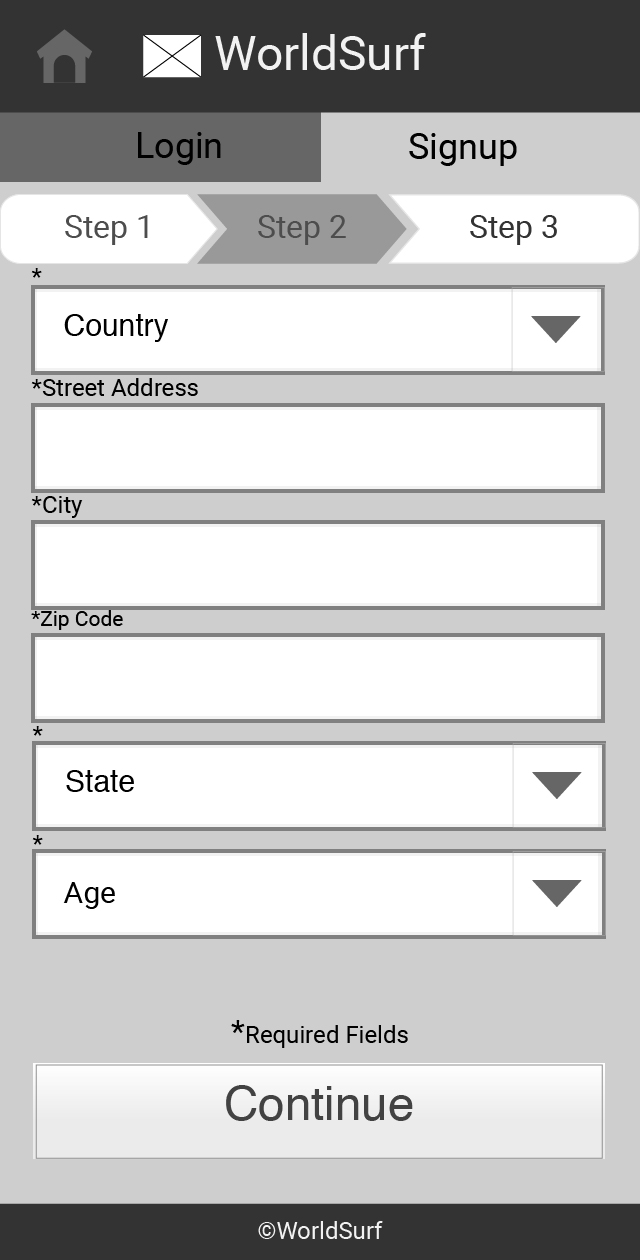 WorldSurf
Login Signup
Step 1 Step 2 Step 3
*
Country
*Street Address
*City
*Zip Code
*
State
*
Age
*Required Fields
Continue
©WorldSurf